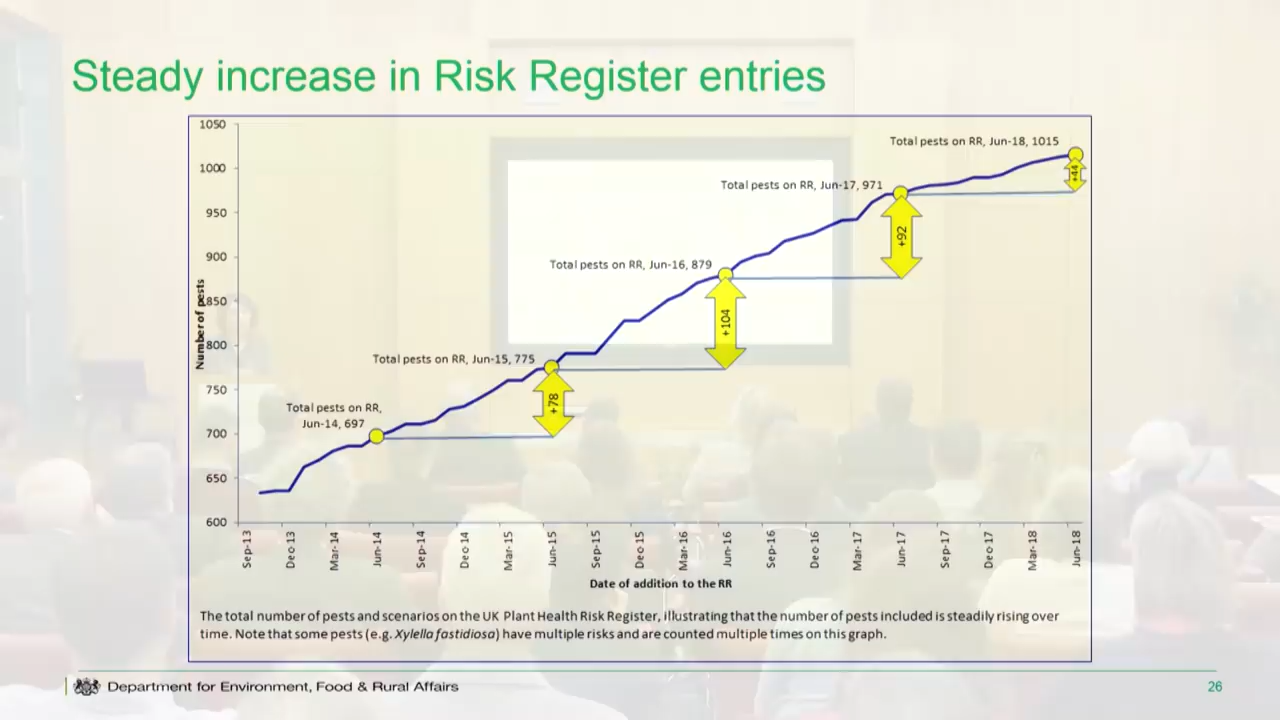 Steady increase in Risk Register entries
1050
1000
950
900
850
800
750
700
650
600
Number of pests
Total pests on RR,
Jun-14, 697
Total pests on RR, Jun-15, 775
Total pests on RR, Jun-16, 879
Total pests on RR, Jun-17, 971
Total pests on RR, Jun-18, 1015
+78
+104
+92
+44
Sep-13
Dec-13
Mar-14
Jun-14
Sep-14
Dec-14
Mar-15
Jun-15
Sep-15
Dec-15
Mar-16
Jun-16
Sep-16
Dec-16
Mar-17
Jun-17
Sep-17
Dec-17
Mar-18
Jun-18
Date of addition to the RR
The total number of pests and scenarios on the UK Plant Health Risk Register, illustrating that the number of pests included is steadily rising over
time. Note that some pests (e.g. Xylella fastidiosa) have multiple risks and are counted multiple times on this graph.
Department for Environment, Food & Rural Affairs
26